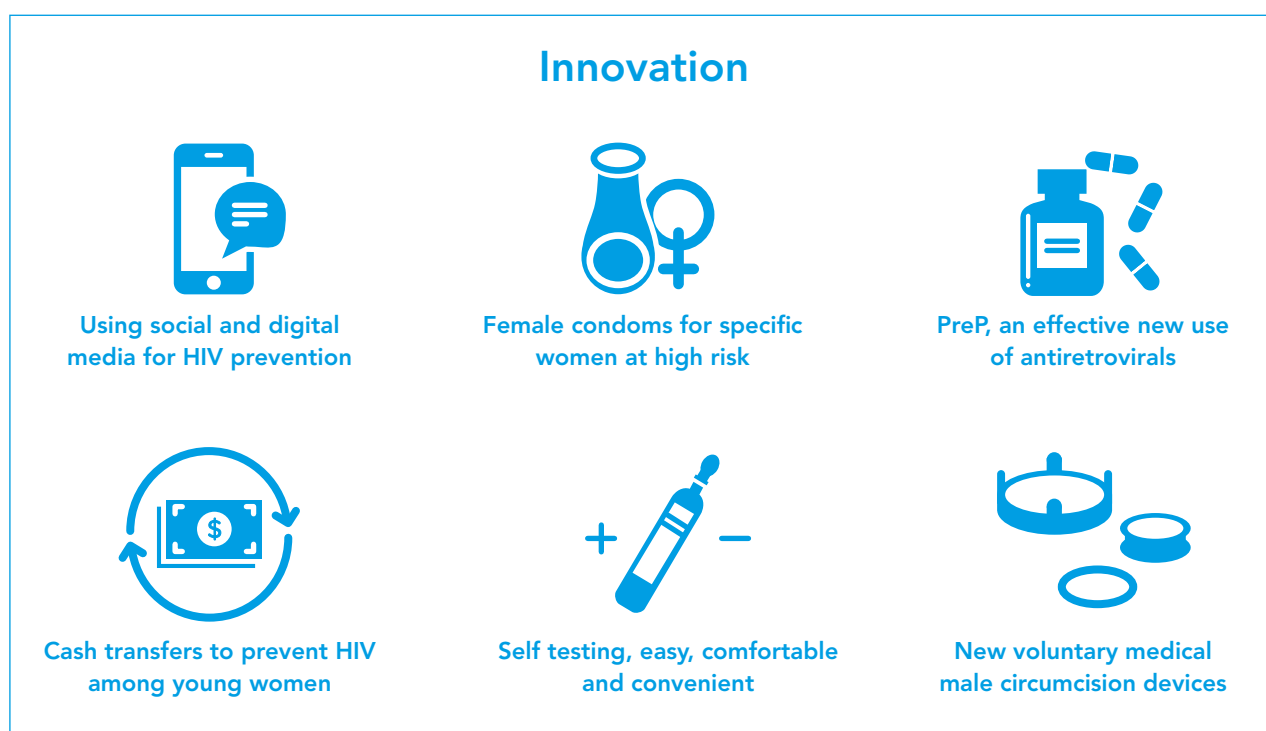 Innovation
Using social and digital
media for HIV prevention
Female condoms for specific
women at high risk
PreP, an effective new use
of antiretrovirals
$
Cash transfers to prevent HIV
among young women
+ −
Self testing, easy, comfortable
and convenient
New voluntary medical
male circumcision devices